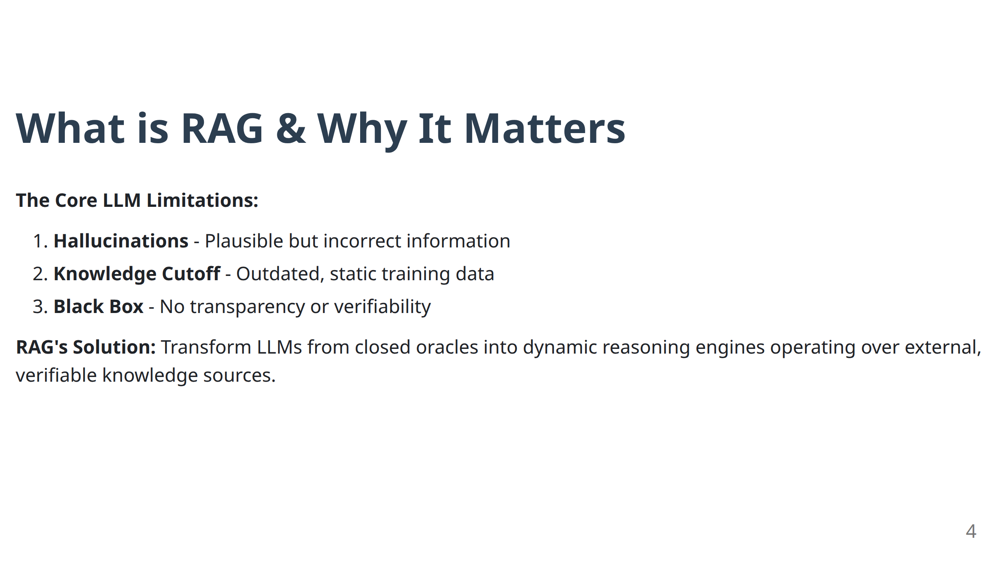 What is RAG & Why It Matters
The Core LLM Limitations:
1. Hallucinations - Plausible but incorrect information
2. Knowledge Cutoff - Outdated, static training data
3. Black Box - No transparency or verifiability
RAG's Solution: Transform LLMs from closed oracles into dynamic reasoning engines operating over external,
verifiable knowledge sources.
4